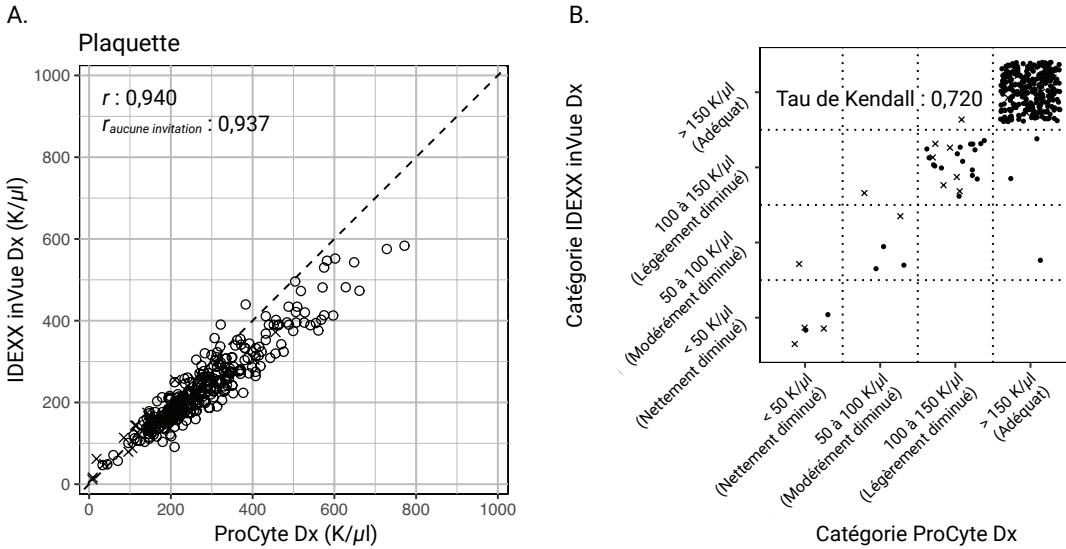 A.
Plaquette
r : 0,940
r aucune invitation : 0,937
1000
800
600
400
200
0
IDEXX inVue Dx (K/µl)
0 200 400 600 800 1000
ProCyte Dx (K/µl)
B.
Tau de Kendall : 0,720
Catégorie IDEXX inVue Dx
> 150 K/µl
(Adéquat)
100 à 150 K/µl
(Légèrement diminué)
50 à 100 K/µl
(Modérément diminué)
< 50 K/µl
(Nettement diminué)
< 50 K/µl
(Nettement diminué)
50 à 100 K/µl
(Modérément diminué)
100 à 150 K/µl
(Légèrement diminué)
> 150 K/µl
(Adéquat)
Catégorie ProCyte Dx